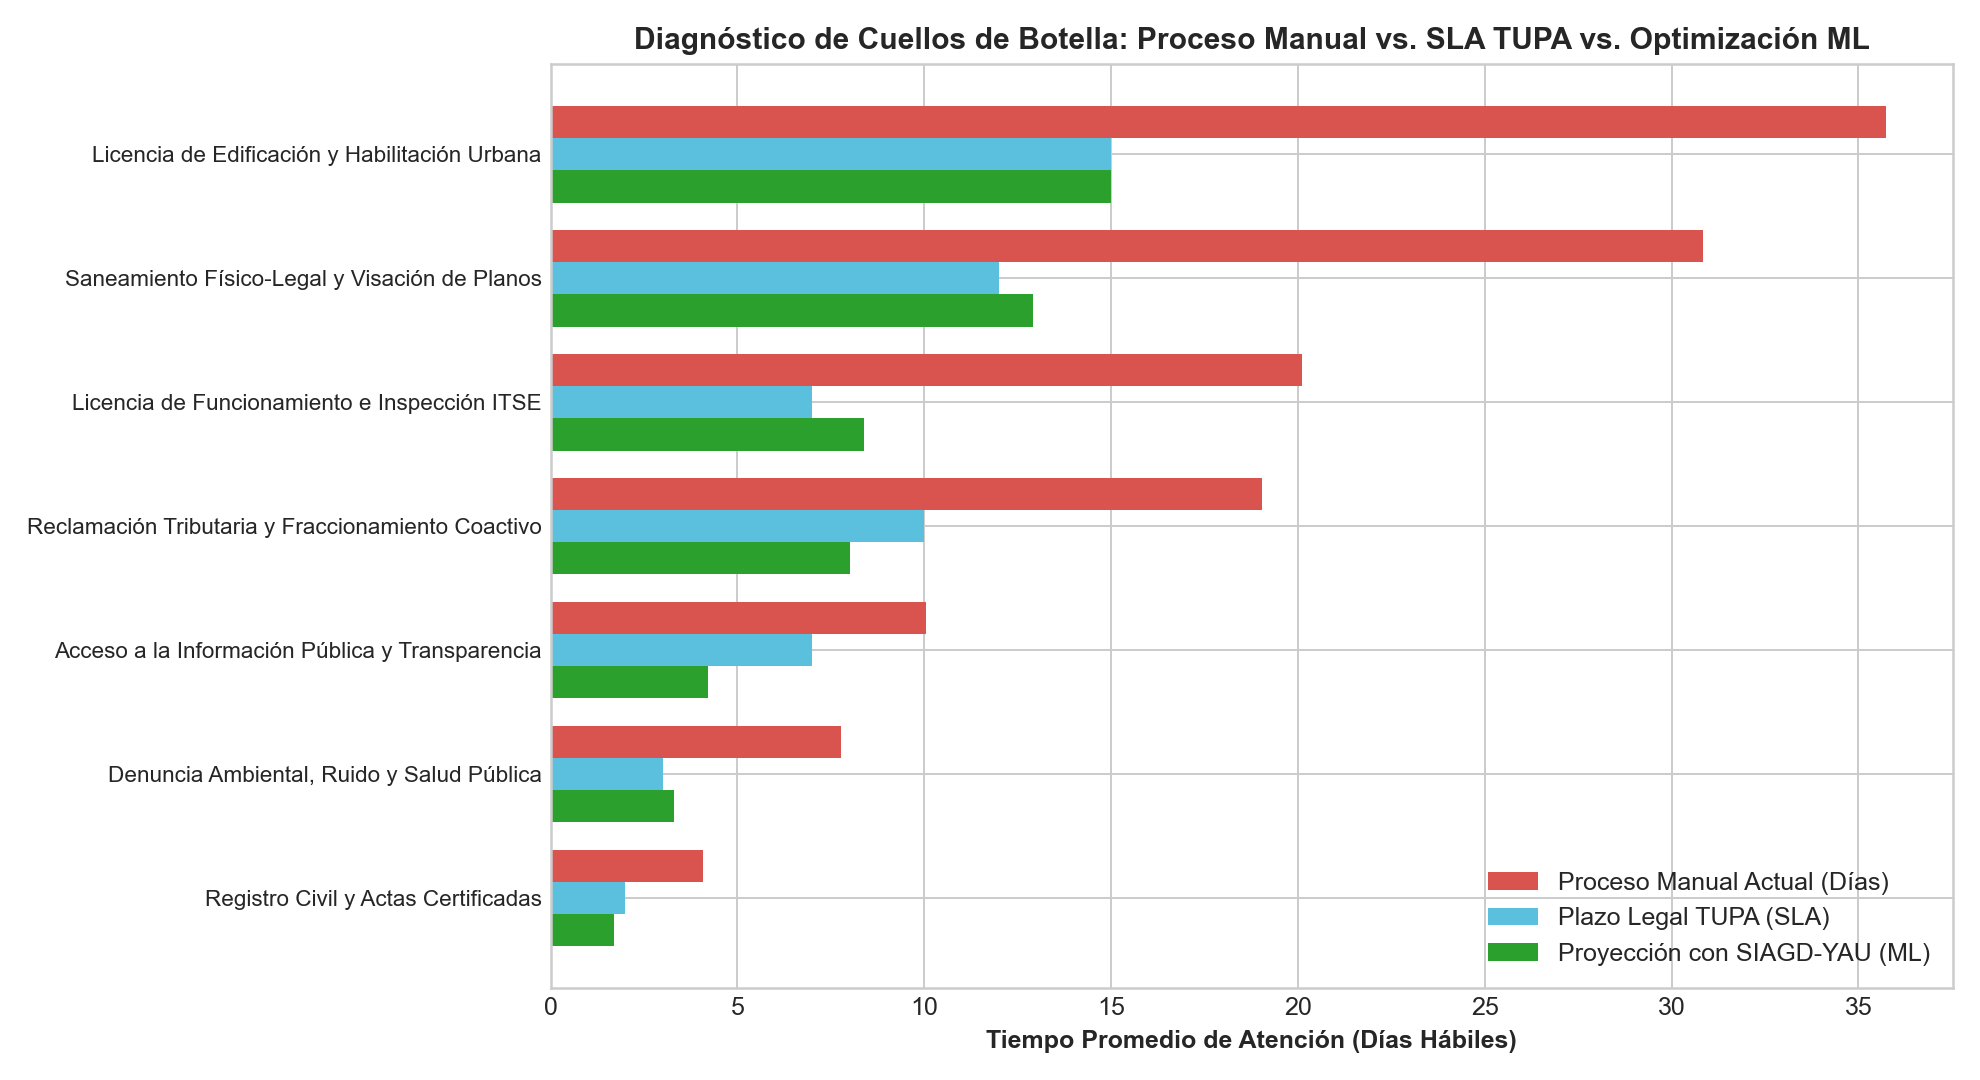 Diagnóstico de Cuellos de Botella: Proceso Manual vs. SLA TUPA vs. Optimización ML
Licencia de Edificación y Habilitación Urbana
Saneamiento Físico-Legal y Visación de Planos
Licencia de Funcionamiento e Inspección ITSE
Reclamación Tributaria y Fraccionamiento Coactivo
Acceso a la Información Pública y Transparencia
Denuncia Ambiental, Ruido y Salud Pública
Registro Civil y Actas Certificadas
Proceso Manual Actual (Días)
Plazo Legal TUPA (SLA)
Proyección con SIAGD-YAU (ML)
0 5 10 15 20 25 30 35
Tiempo Promedio de Atención (Días Hábiles)